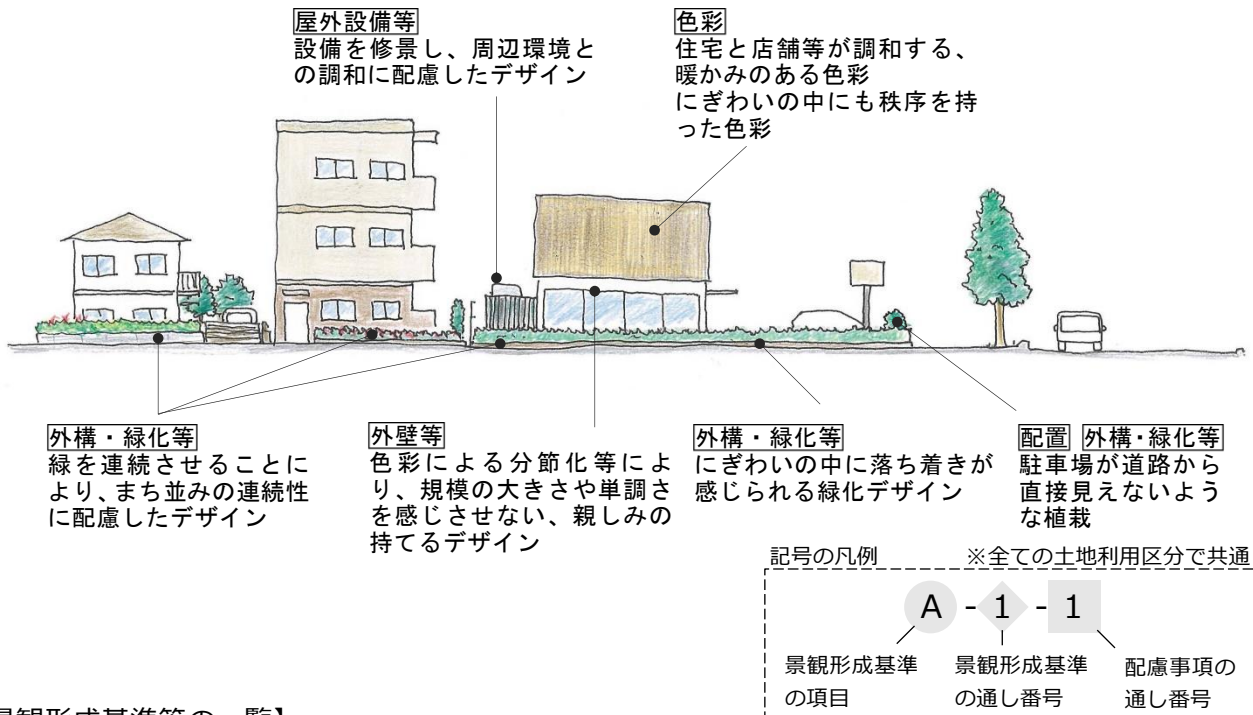 屋外設備等
設備を修景し、周辺環境と
の調和に配慮したデザイン
色彩
住宅と店舗等が調和する、
暖かみのある色彩
にぎわいの中にも秩序を持
った色彩
外構・緑化等
緑を連続させることに
より、まち並みの連続性
に配慮したデザイン
外壁等
色彩による分節化等によ
り、規模の大きさや単調さ
を感じさせない、親しみの
持てるデザイン
外構・緑化等
にぎわいの中に落ち着きが
感じられる緑化デザイン
配置 外構・緑化等
駐車場が道路から
直接見えないよう
な植栽
記号の凡例 ※全ての土地利用区分で共通
A - 1 - 1
景観形成基準
の項目
景観形成基準
の通し番号
配慮事項の
通し番号